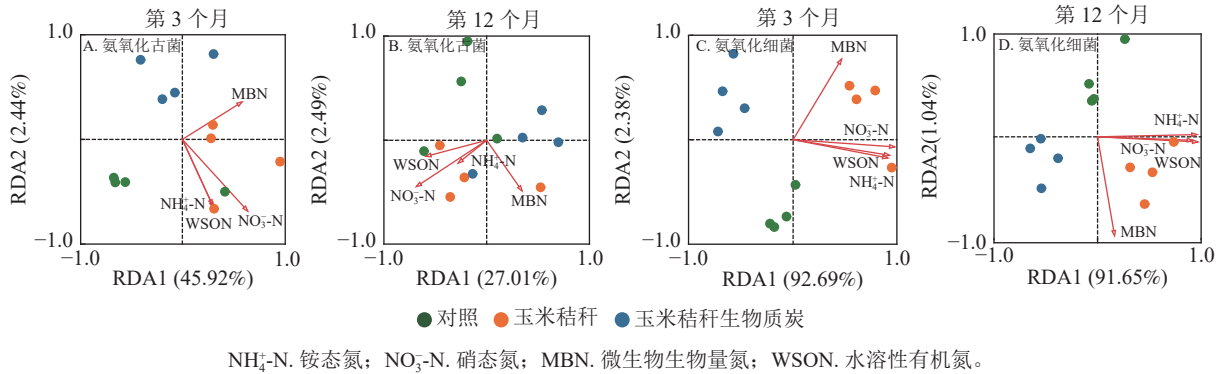 第 3 个月
第 12 个月
第 3 个月
第 12 个月
A. 氨氧化古菌
1.0
MBN
NH₄⁺-N
WSON
NO₃⁻-N
RDA2 (2.44%)
−1.0
−1.0
1.0
RDA1 (45.92%)
B. 氨氧化古菌
1.0
WSON
NH₄⁺-N
NO₃⁻-N
MBN
RDA2 (2.49%)
−1.0
−1.0
1.0
RDA1 (27.01%)
C. 氨氧化细菌
1.0
MBN
NO₃⁻-N
WSON
NH₄⁺-N
RDA2 (2.38%)
−1.0
−1.0
1.0
RDA1 (92.69%)
D. 氨氧化细菌
1.0
NH₄⁺-N
NO₃⁻-N
WSON
MBN
RDA2(1.04%)
−1.0
−1.0
1.0
RDA1 (91.65%)
对照 玉米秸秆 玉米秸秆生物质炭
NH₄⁺-N. 铵态氮；NO₃⁻-N. 硝态氮；MBN. 微生物生物量氮；WSON. 水溶性有机氮。